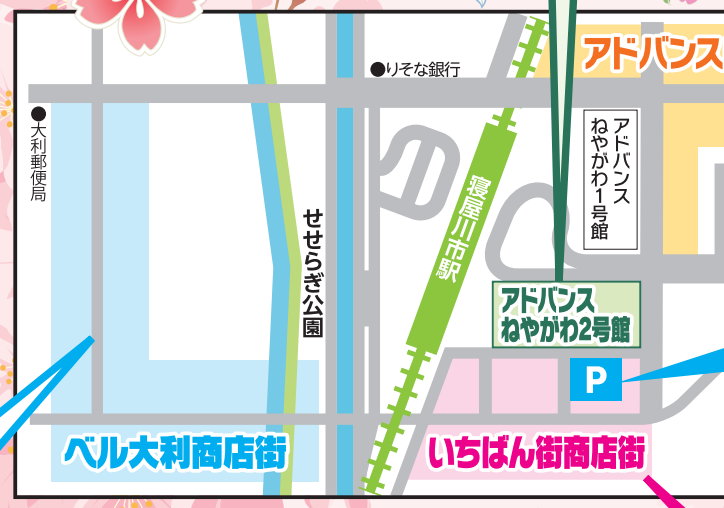 アドバンス
●りそな銀行
●大利郵便局
アドバンス
ねやがわ1号館
寝屋川市駅
せせらぎ公園
アドバンス
ねやがわ2号館
P
ベル大利商店街
いちばん街商店街